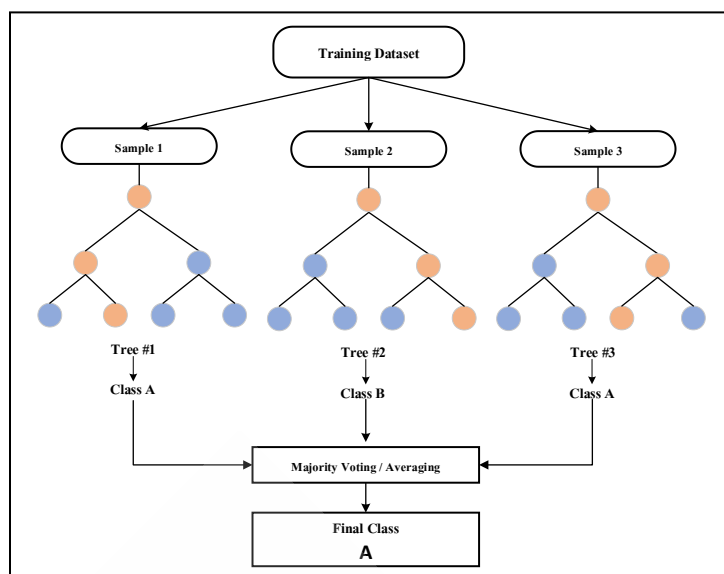 Training Dataset
Sample 1
Sample 2
Sample 3
Tree #1
Tree #2
Tree #3
Class A
Class B
Class A
Majority Voting / Averaging
Final Class
A